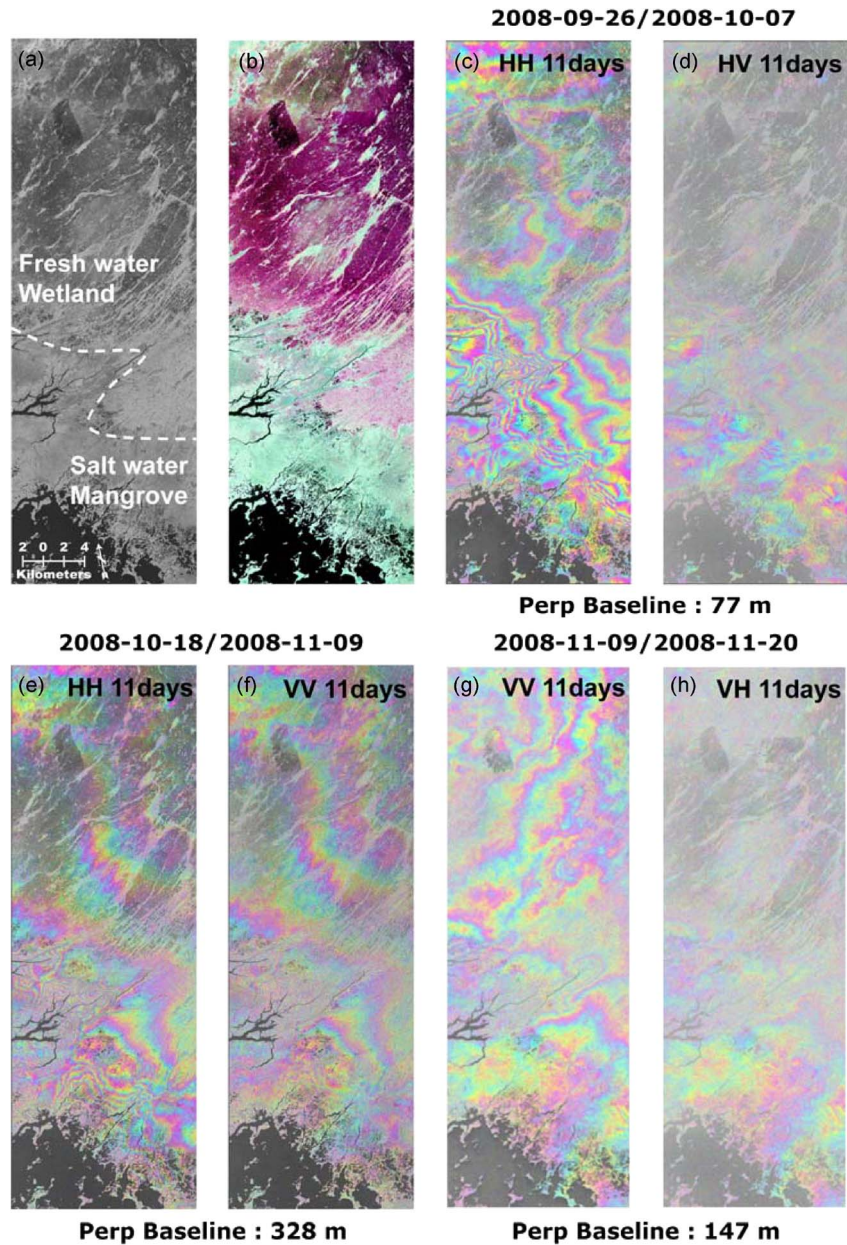 2008-09-26/2008-10-07
(a)
(b)
(c) HH 11days
(d) HV 11days
Fresh water
Wetland
Salt water
Mangrove
2 0 2 4
Kilometers
Perp Baseline : 77 m
2008-10-18/2008-11-09
2008-11-09/2008-11-20
(e) HH 11days
(f) VV 11days
(g) VV 11days
(h) VH 11days
Perp Baseline : 328 m
Perp Baseline : 147 m